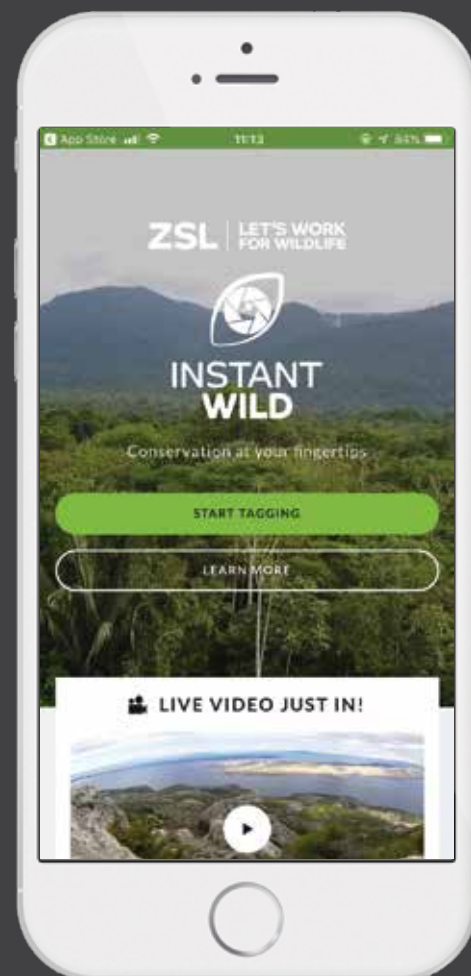 App Store
11:13
66%
ZSL | LET'S WORK
FOR WILDLIFE
INSTANT
WILD
Conservation at your fingertips
START TAGGING
LEARN MORE
LIVE VIDEO JUST IN!